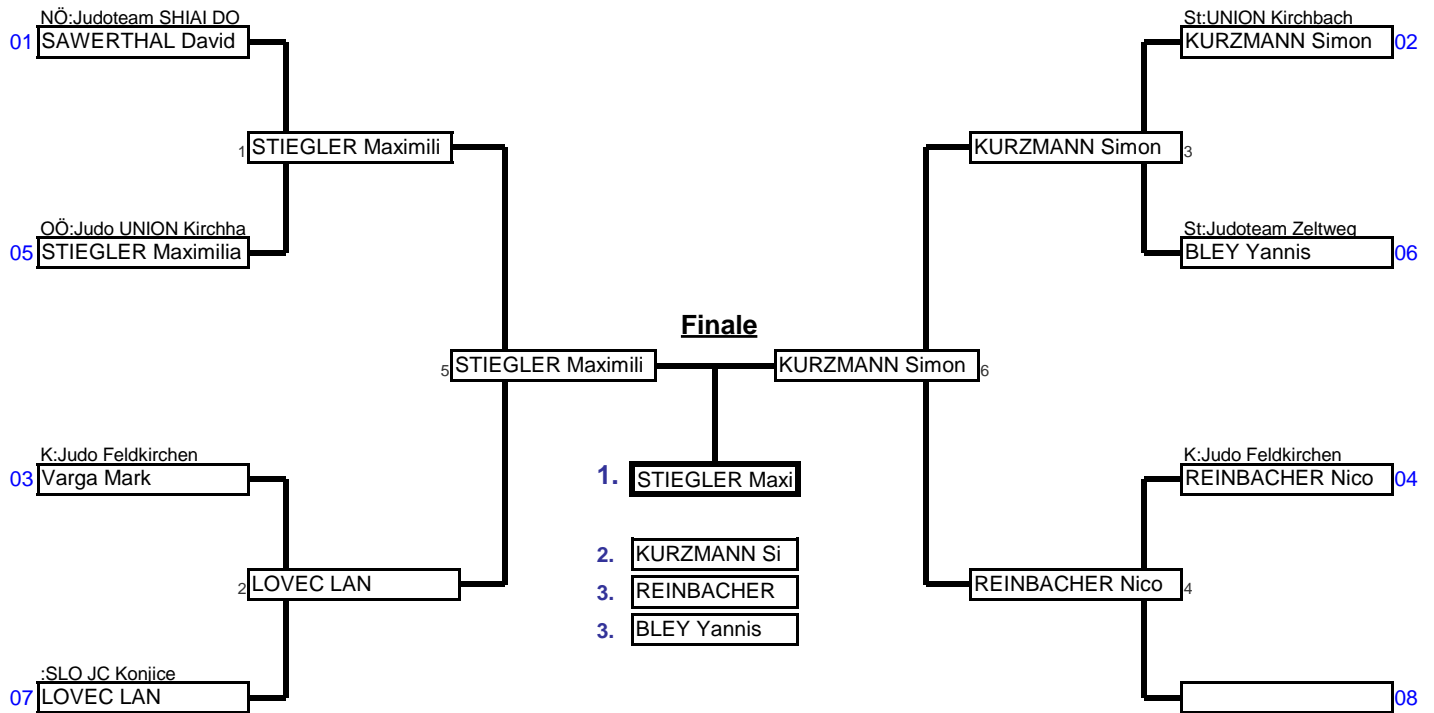 NÖ:Judoteam SHIAI DO
01 SAWERTHAL David
St:UNION Kirchbach
KURZMANN Simon 02
1 STIEGLER Maximili
KURZMANN Simon 3
OÖ:Judo UNION Kirchha
05 STIEGLER Maximilia
St:Judoteam Zeltweg
BLEY Yannis 06
Finale
5 STIEGLER Maximili
KURZMANN Simon 6
K:Judo Feldkirchen
03 Varga Mark
1. STIEGLER Maxi
K:Judo Feldkirchen
REINBACHER Nico 04
2. KURZMANN Si
3. REINBACHER
3. BLEY Yannis
2 LOVEC LAN
REINBACHER Nico 4
:SLO JC Konjice
07 LOVEC LAN
08